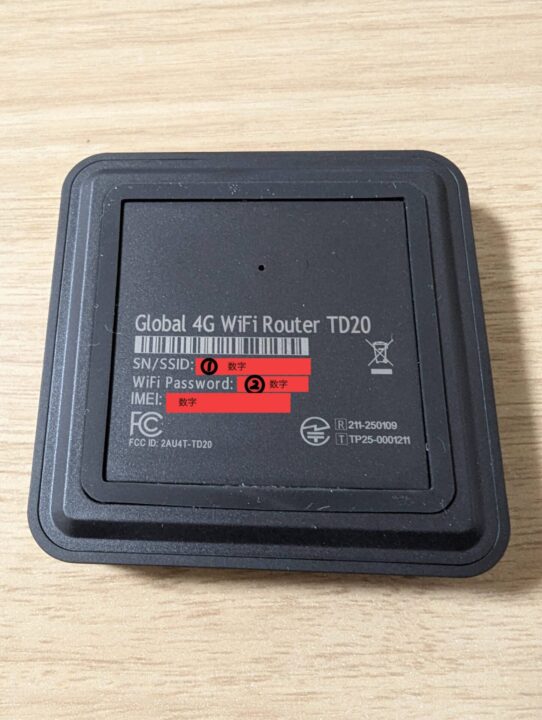 Global 4G WiFi Router TD20
SN/SSID: ① 数字
WiFi Password: ② 数字
IMEI: 数字
FC
FCC ID: 2AU4T-TD20
R 211-250109
T TP25-0001211